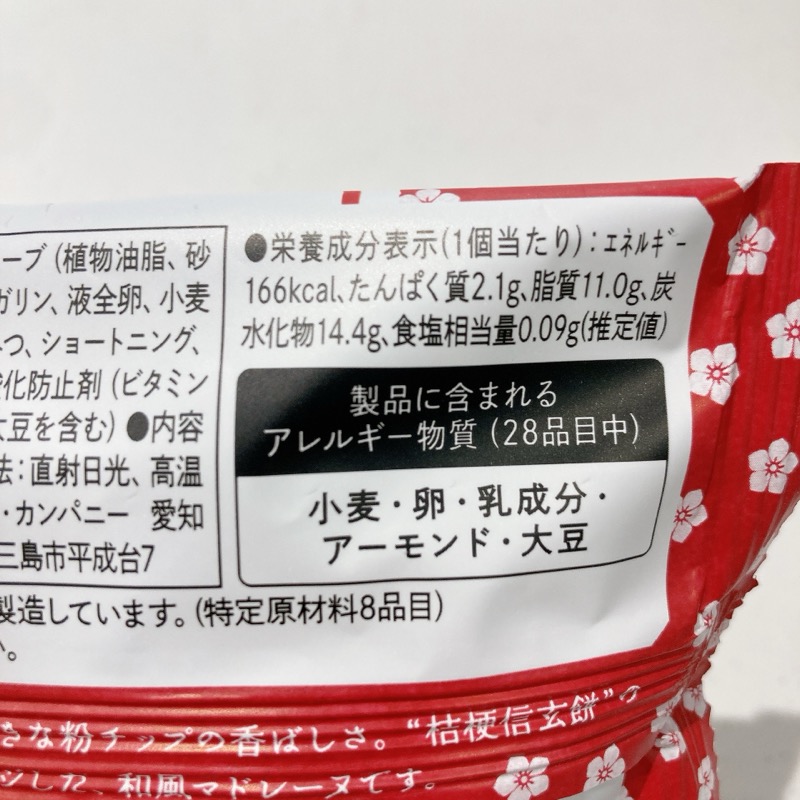 ーブ(植物油脂、砂
ガリン、液全卵、小麦
つ、ショートニング、
化防止剤(ビタミン
大豆を含む)●内容
法:直射日光、高温
・カンパニー 愛知
三島市平成台7
●栄養成分表示(1個当たり):エネルギー
166kcal、たんぱく質2.1g、脂質11.0g、炭
水化物14.4g、食塩相当量0.09g(推定値)
製品に含まれる
アレルギー物質(28品目中)
小麦・卵・乳成分・
アーモンド・大豆
製造しています。(特定原材料8品目)
い。
きな粉チップの香ばしさ。“桔梗信玄餅”の
ジした、和風マドレーヌです。